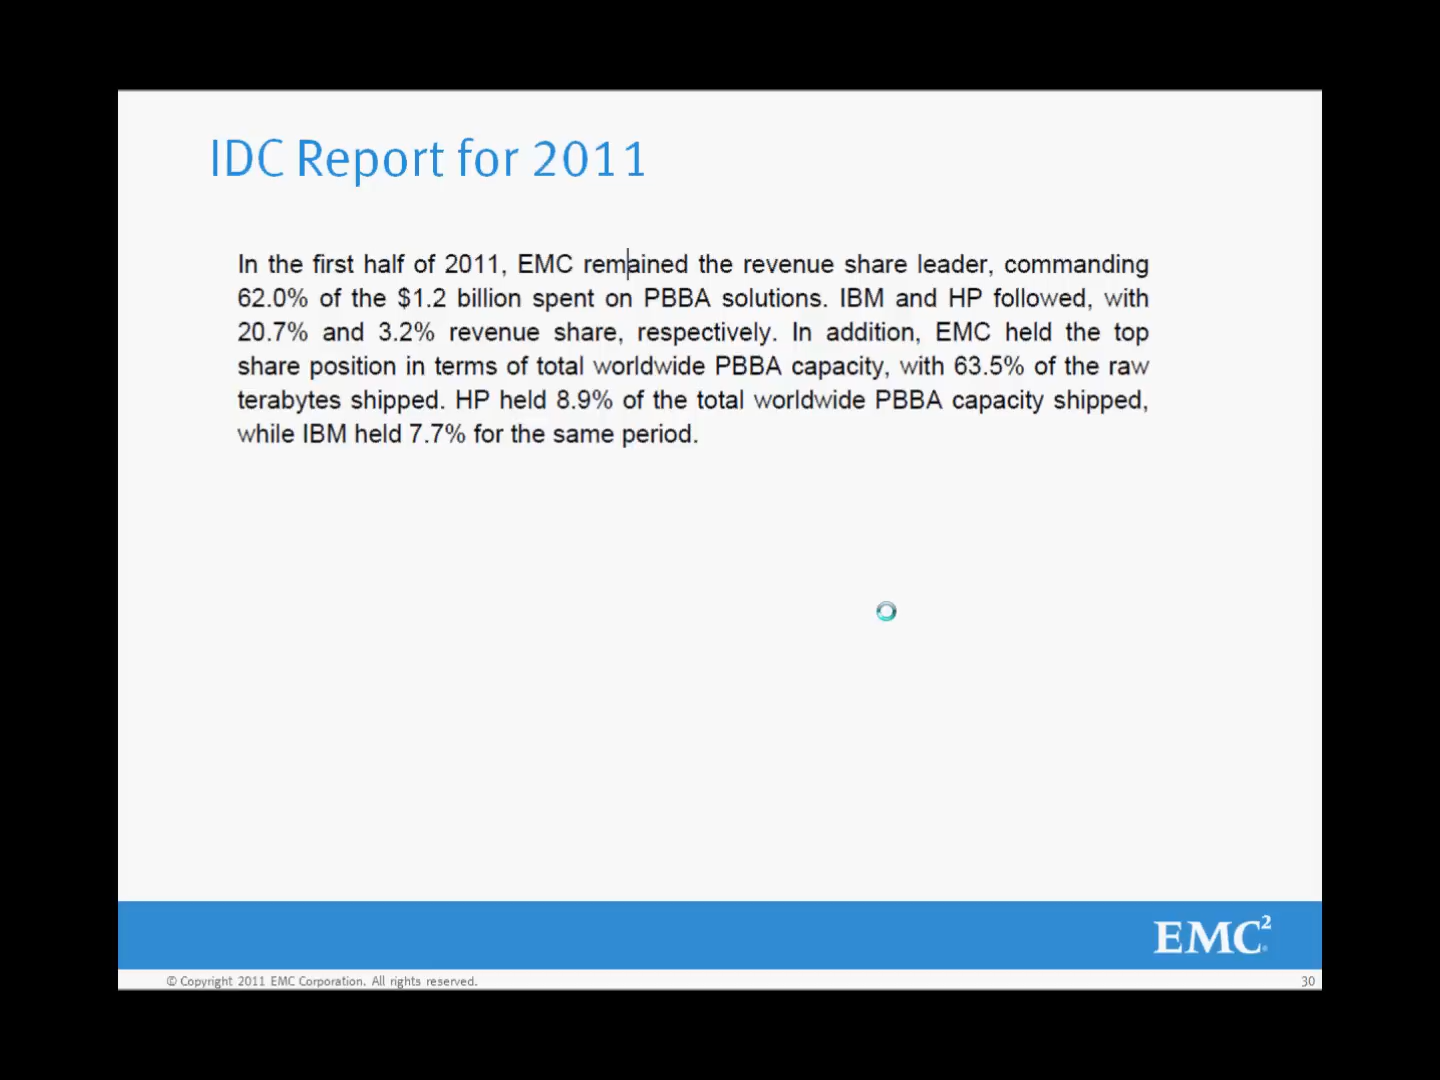 IDC Report for 2011
In the first half of 2011, EMC remained the revenue share leader, commanding
62.0% of the $1.2 billion spent on PBBA solutions. IBM and HP followed, with
20.7% and 3.2% revenue share, respectively. In addition, EMC held the top
share position in terms of total worldwide PBBA capacity, with 63.5% of the raw
terabytes shipped. HP held 8.9% of the total worldwide PBBA capacity shipped,
while IBM held 7.7% for the same period.
EMC²
© Copyright 2011 EMC Corporation. All rights reserved.
30